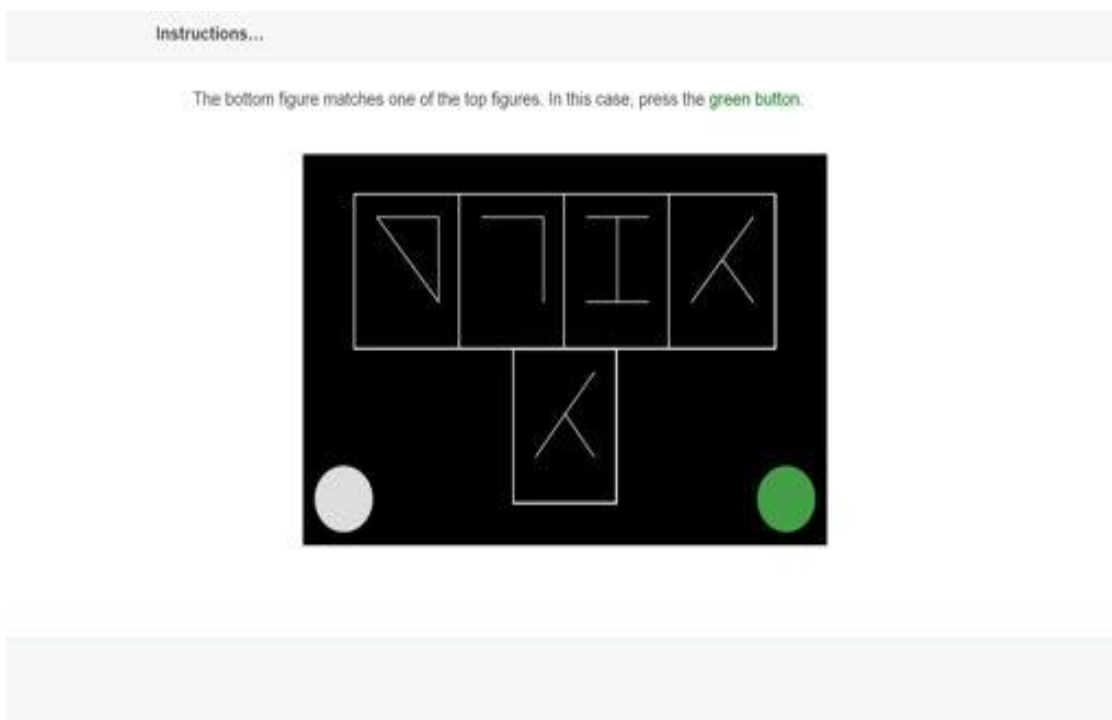 Instructions...
The bottom figure matches one of the top figures. In this case, press the green button.